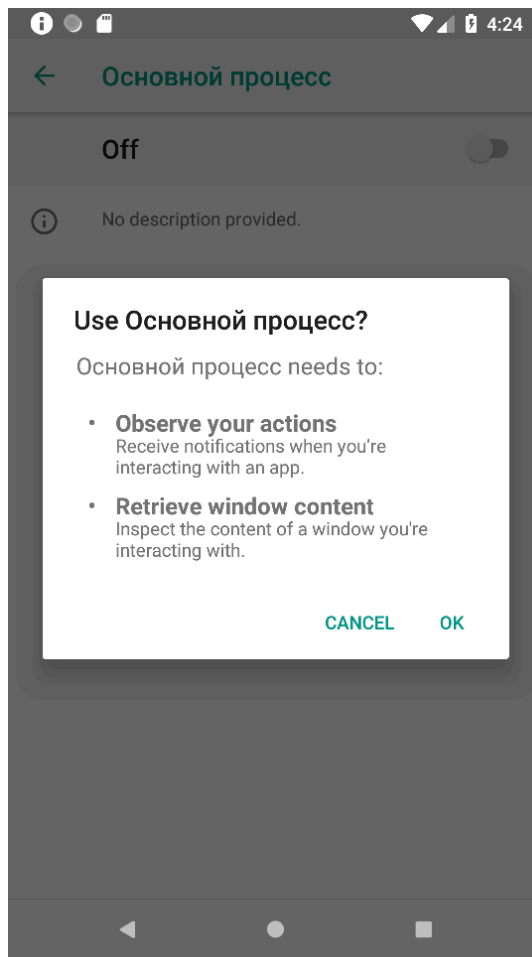 4:24
Основной процесс
Off
No description provided.
Use Основной процесс?
Основной процесс needs to:
• Observe your actions
Receive notifications when you're
interacting with an app.
• Retrieve window content
Inspect the content of a window you're
interacting with.
CANCEL OK